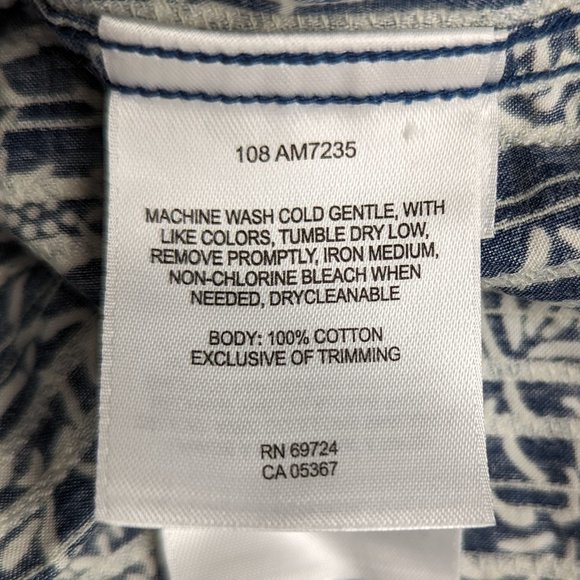 108 AM7235
MACHINE WASH COLD GENTLE, WITH
LIKE COLORS, TUMBLE DRY LOW,
REMOVE PROMPTLY, IRON MEDIUM,
NON-CHLORINE BLEACH WHEN
NEEDED, DRYCLEANABLE
BODY: 100% COTTON
EXCLUSIVE OF TRIMMING
RN 69724
CA 05367